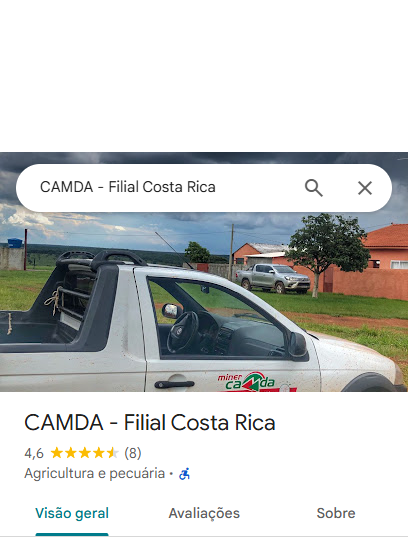 CAMDA - Filial Costa Rica
miner
camda
CAMDA - Filial Costa Rica
4,6 (8)
Agricultura e pecuária •
Visão geral Avaliações Sobre